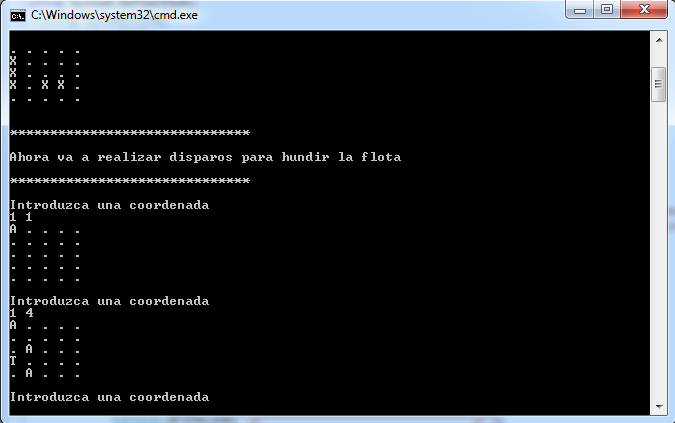 C:\Windows\system32\cmd.exe
. . . . .
X . . . .
X . . . .
X . X X .
. . . . .
******************************
Ahora va a realizar disparos para hundir la flota
******************************
Introduzca una coordenada
1 1
A . . . .
. . . . .
. . . . .
. . . . .
. . . . .
Introduzca una coordenada
1 4
A . . . .
. . . . .
. A . . .
T . . . .
. A . . .
Introduzca una coordenada